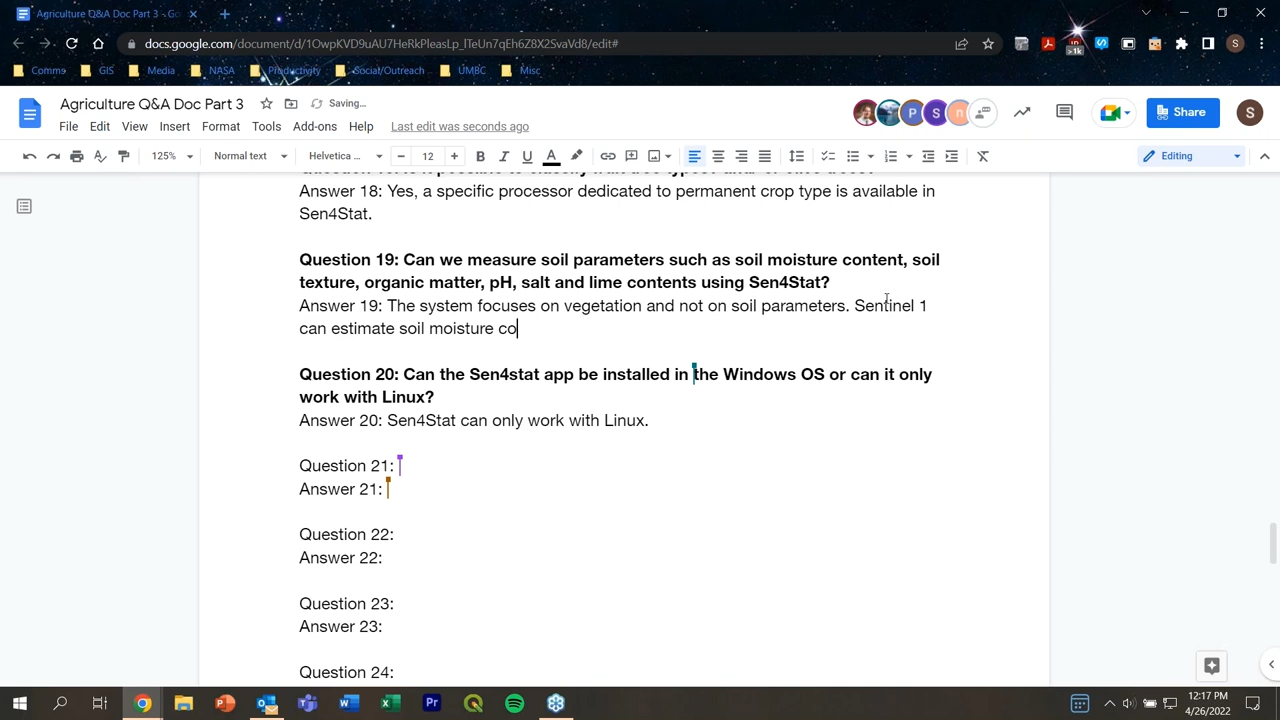 Agriculture Q&A Doc Part 3 - Go
docs.google.com/document/d/1OwpKVD9uAU7HeRkPleasLp_lTeUn7qEh6Z8X2SvaVd8/edit#
>1k
S
Comms GIS Media NASA Productivity Social/Outreach UMBC Misc
Agriculture Q&A Doc Part 3 Saving...
P S n Share S
File Edit View Insert Format Tools Add-ons Help Last edit was seconds ago
125% Normal text Helvetica ... 12 B I U A Editing
Answer 18: Yes, a specific processor dedicated to permanent crop type is available in
Sen4Stat.
Question 19: Can we measure soil parameters such as soil moisture content, soil
texture, organic matter, pH, salt and lime contents using Sen4Stat?
Answer 19: The system focuses on vegetation and not on soil parameters. Sentinel 1
can estimate soil moisture co
Question 20: Can the Sen4stat app be installed in the Windows OS or can it only
work with Linux?
Answer 20: Sen4Stat can only work with Linux.
Question 21:
Answer 21:
Question 22:
Answer 22:
Question 23:
Answer 23:
Question 24:
12:17 PM
4/26/2022